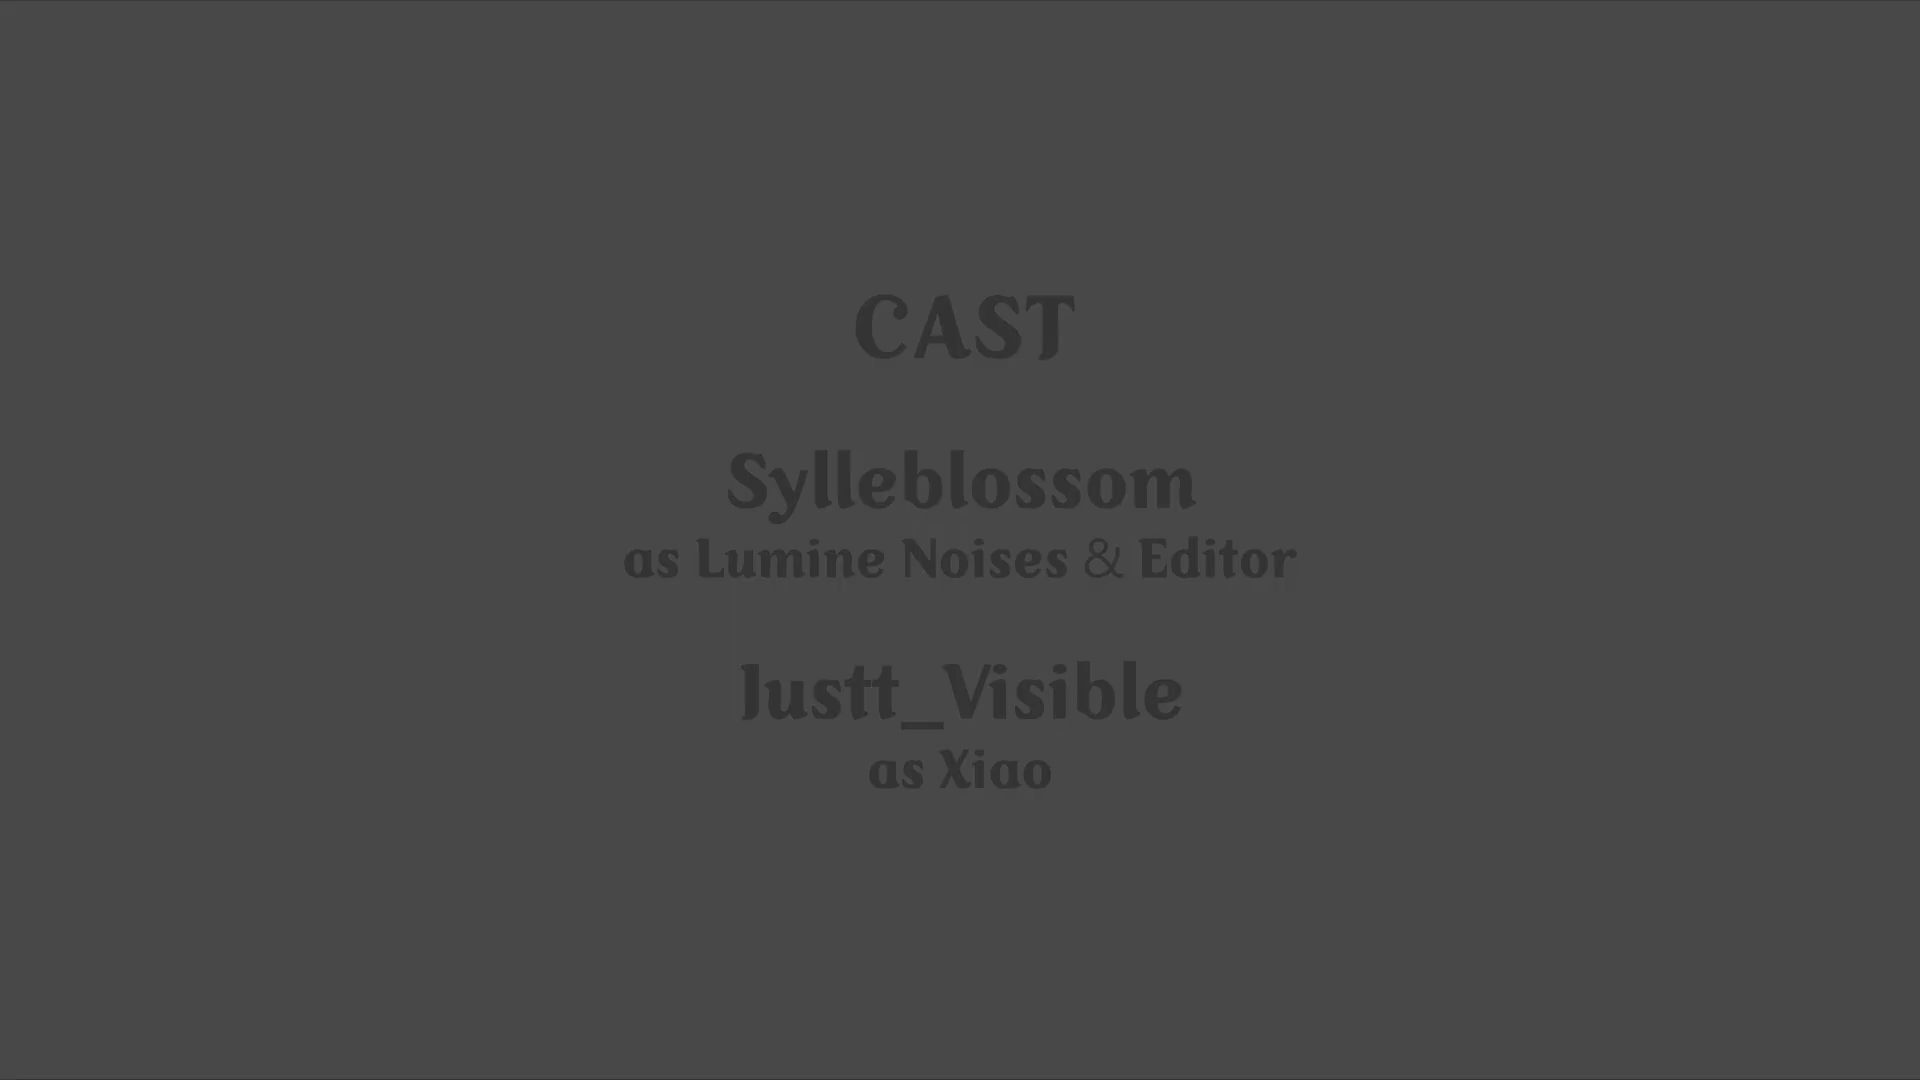 CAST
Sylleblossom
as Lumine Noises & Editor
Justt_Visible
as Xiao